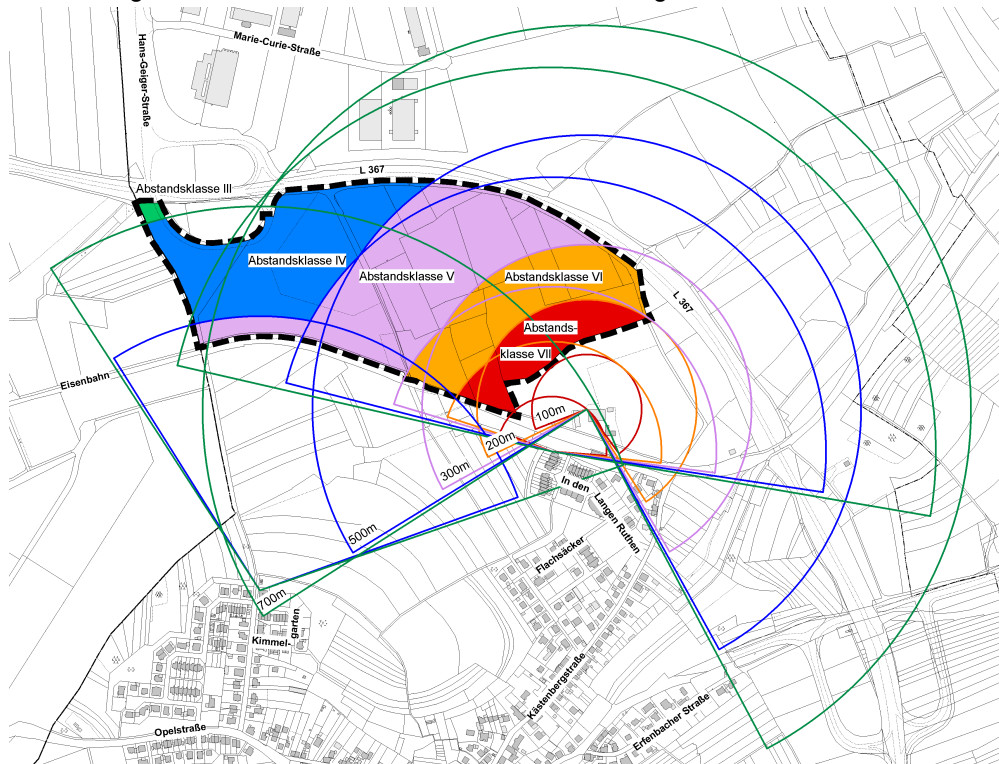 Marie-Curie-Straße
Hans-Geiger-Straße
L 367
Abstandsklasse III
Abstandsklasse IV
Abstandsklasse V
Abstandsklasse VI
L 367
Abstands-
klasse VII
Eisenbahn
100m
200m
300m
500m
700m
In den
Langen Ruthen
Flachsäcker
Kimmel-
garten
Kästenbergstraße
Erfenbacher Straße
Opelstraße